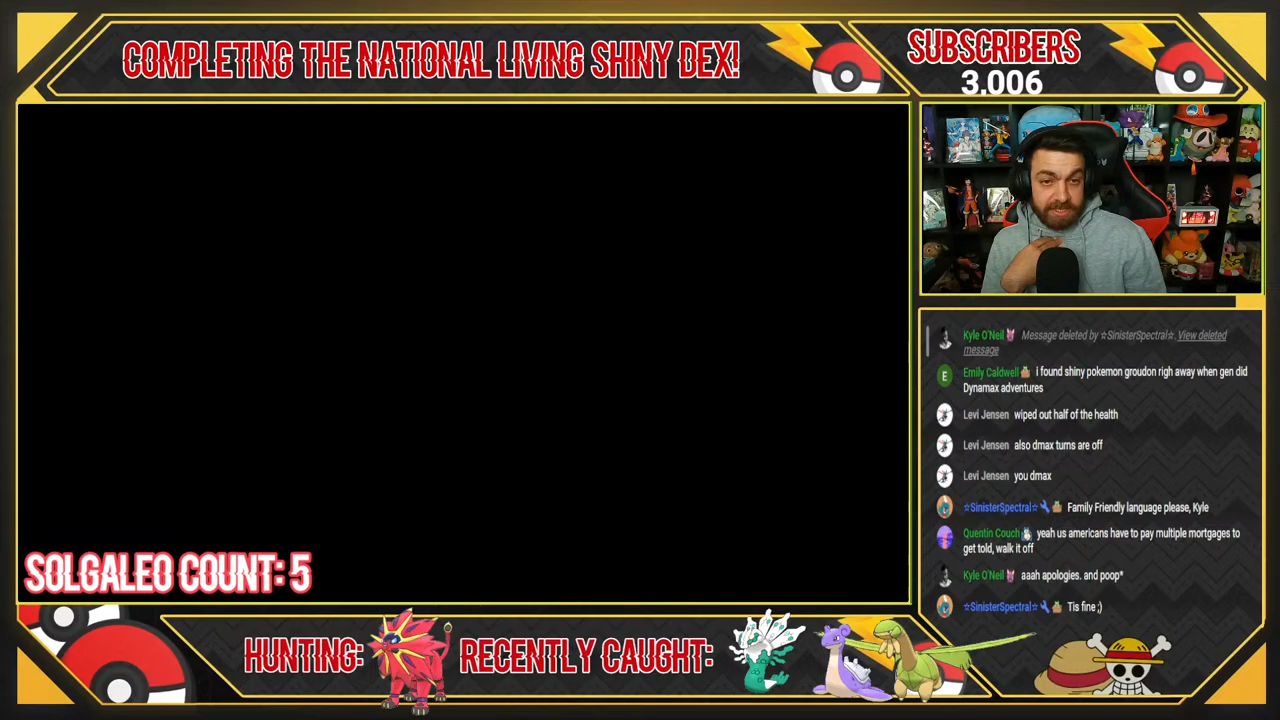 COMPLETING THE NATIONAL LIVING SHINY DEX!
SUBSCRIBERS
3,006
Kyle O'Neil Message deleted by ☆SinisterSpectral☆. View deleted
message
Emily Caldwell i found shiny pokemon groudon righ away when gen did
Dynamax adventures
Levi Jensen wiped out half of the health
Levi Jensen also dmax turns are off
Levi Jensen you dmax
☆SinisterSpectral☆ Family Friendly language please, Kyle
Quentin Couch yeah us americans have to pay multiple mortgages to
get told, walk it off
Kyle O'Neil aaah apologies. and poop*
☆SinisterSpectral☆ Tis fine ;)
E
SOLGALEO COUNT: 5
HUNTING:
RECENTLY CAUGHT: